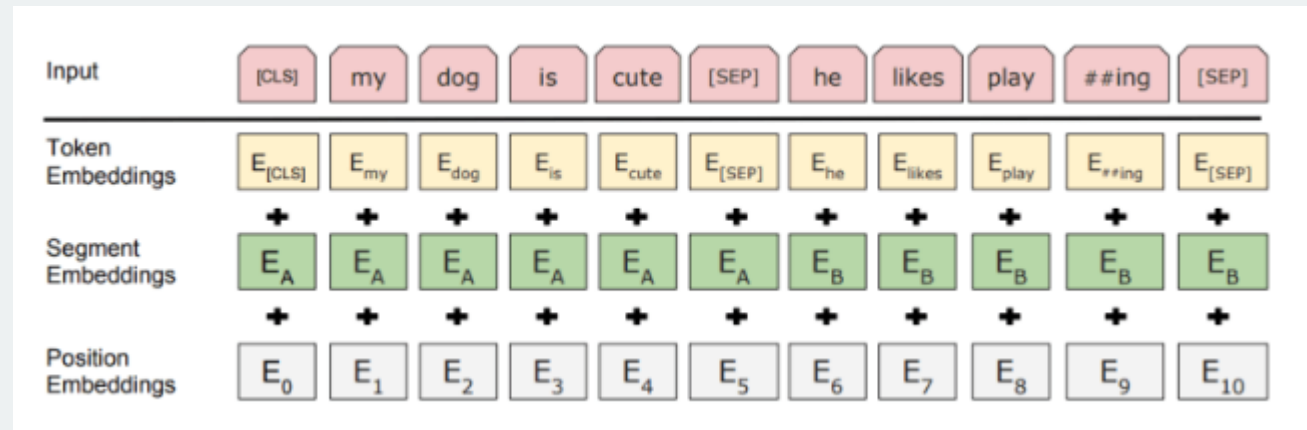 Input [CLS] my dog is cute [SEP] he likes play ##ing [SEP]
Token
Embeddings E[CLS] Emy Edog Eis Ecute E[SEP] Ehe Elikes Eplay E##ing E[SEP]
+ + + + + + + + + + +
Segment
Embeddings EA EA EA EA EA EA EB EB EB EB EB
+ + + + + + + + + + +
Position
Embeddings E0 E1 E2 E3 E4 E5 E6 E7 E8 E9 E10